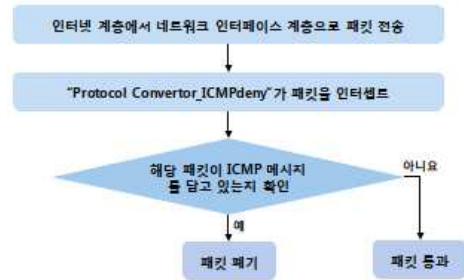 인터넷 계층에서 네트워크 인터페이스 계층으로 패킷 전송
"Protocol Convertor_ICMPdeny"가 패킷을 인터셉트
해당 패킷이 ICMP 메시지
를 담고 있는지 확인
아니요
예
패킷 폐기
패킷 통과